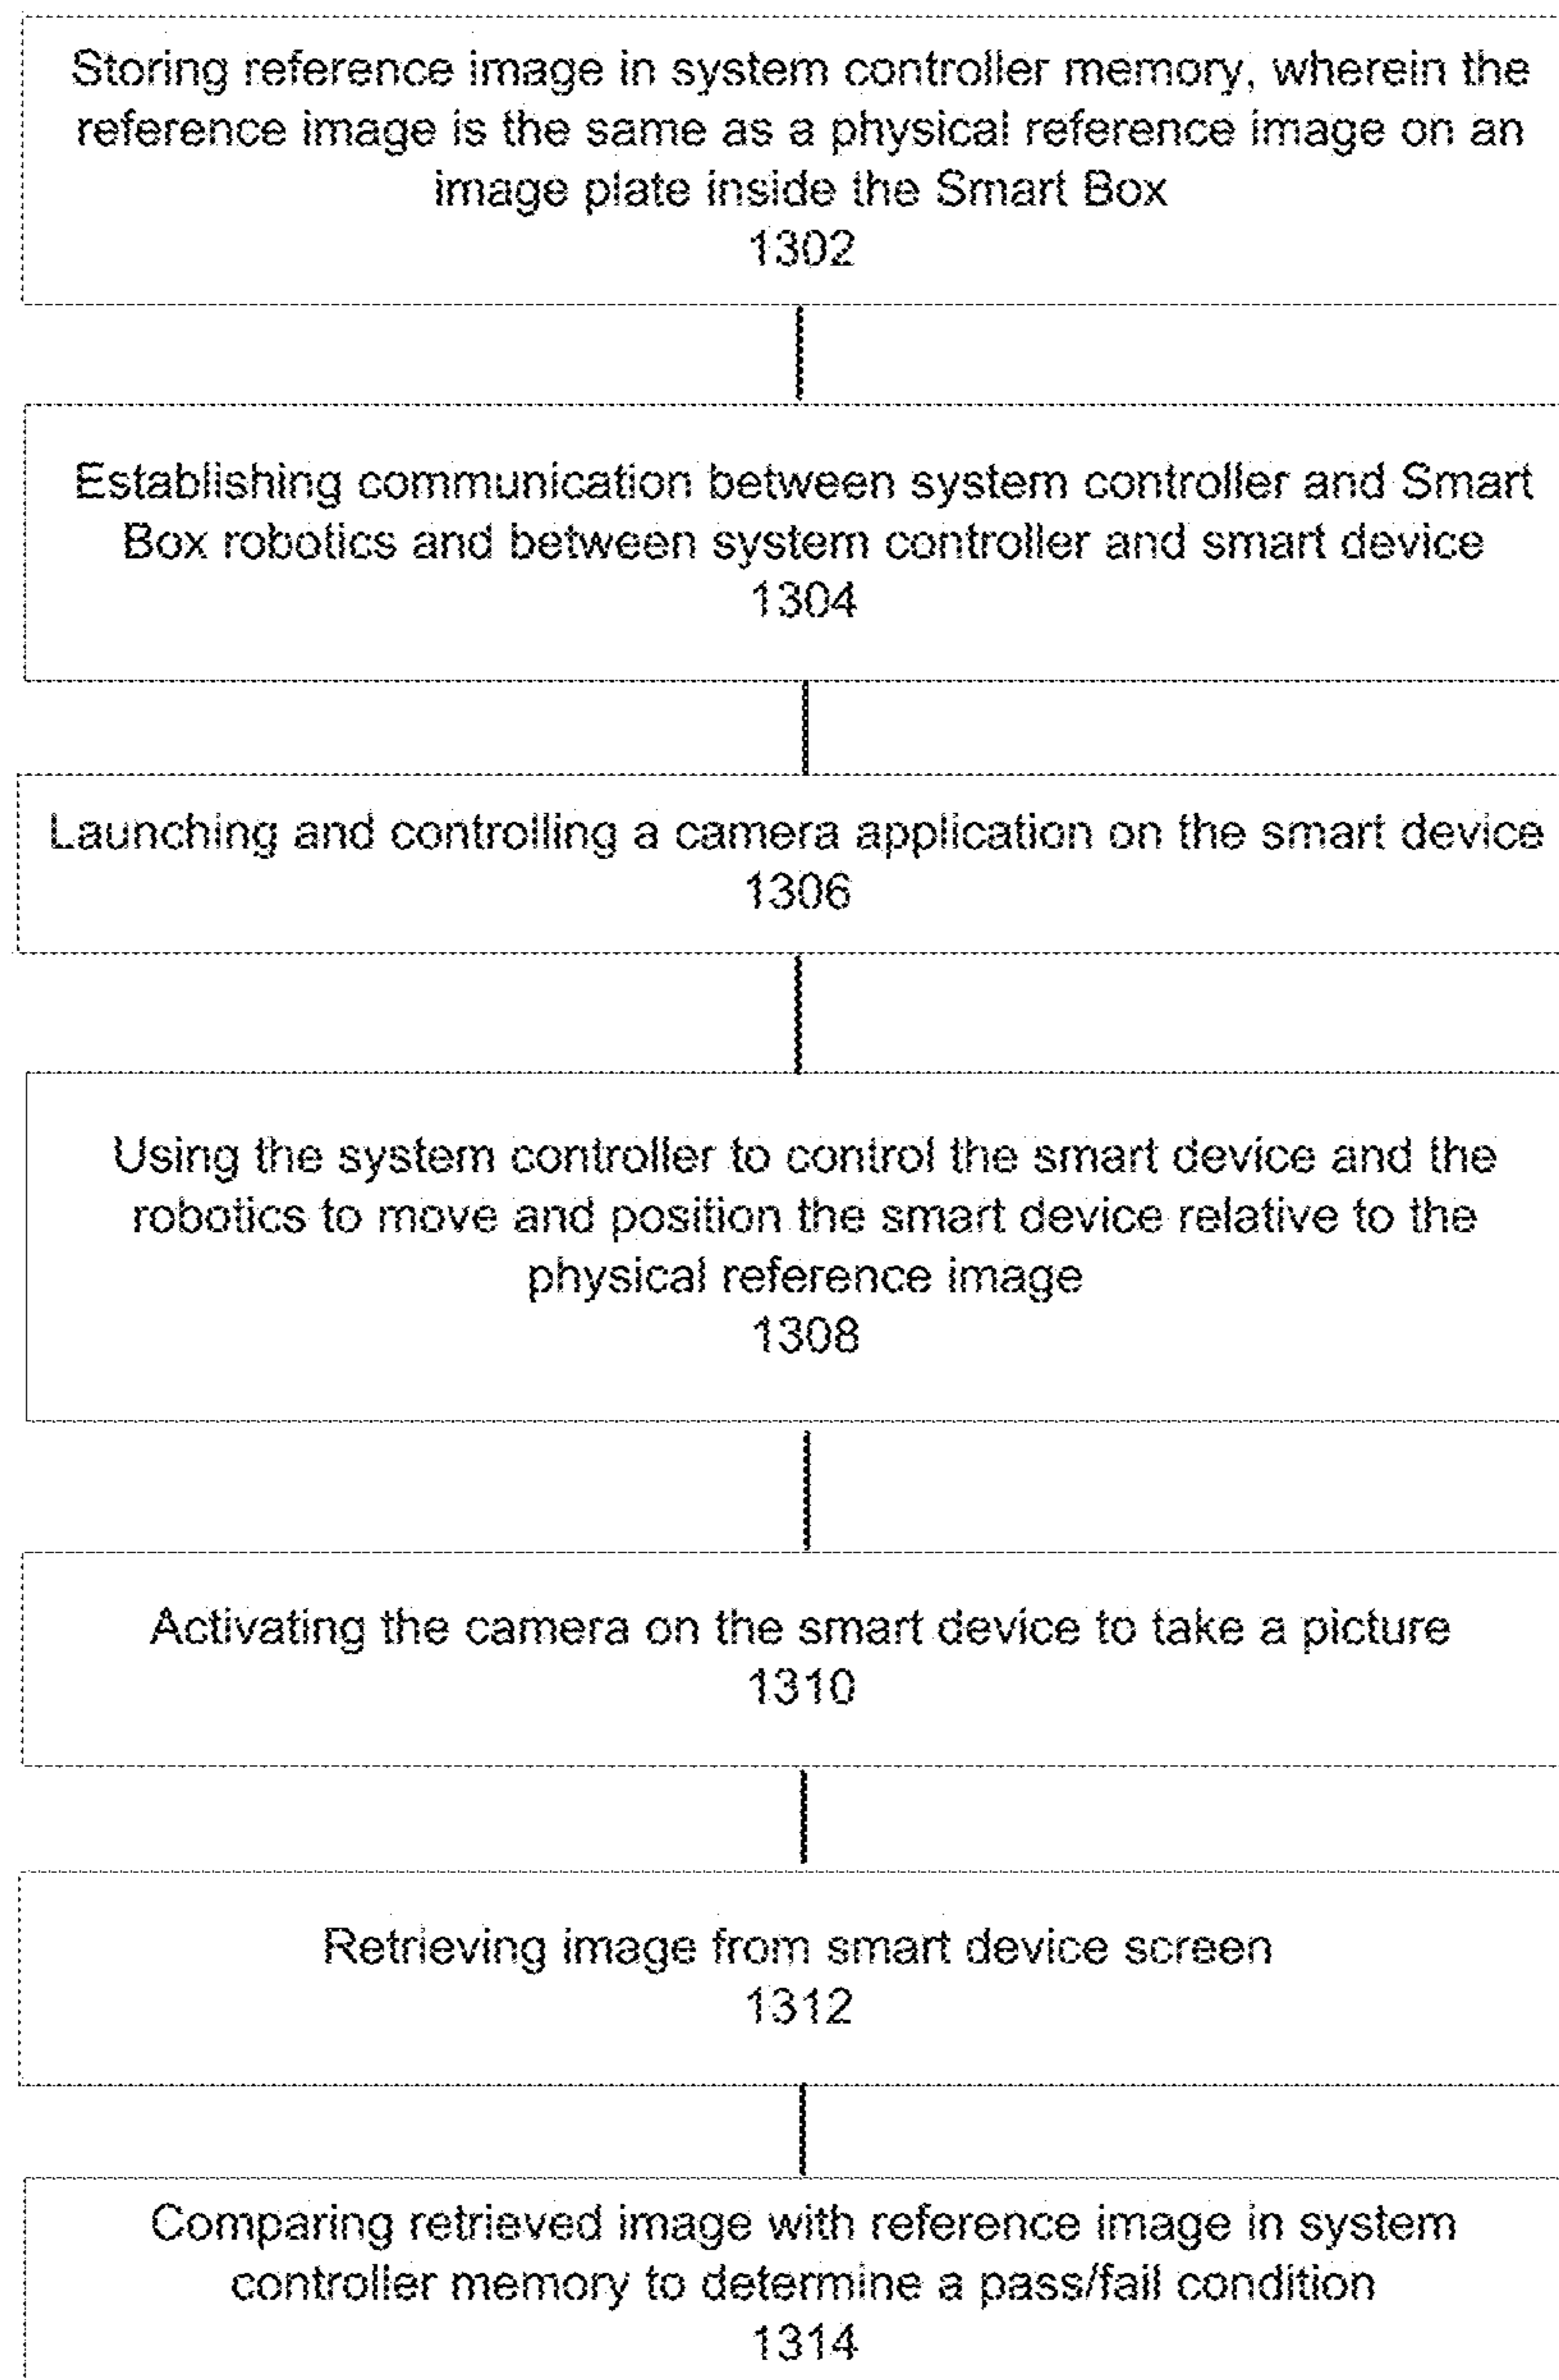 Storing reference image in system controller memory, wherein the
reference image is the same as a physical reference image on an
image plate inside the Smart Box
1302
Establishing communication between system controller and Smart
Box robotics and between system controller and smart device
1304
Launching and controlling a camera application on the smart device
1306
Using the system controller to control the smart device and the
robotics to move and position the smart device relative to the
physical reference image
1308
Activating the camera on the smart device to take a picture
1310
Retrieving image from smart device screen
1312
Comparing retrieved image with reference image in system
controller memory to determine a pass/fail condition
1314